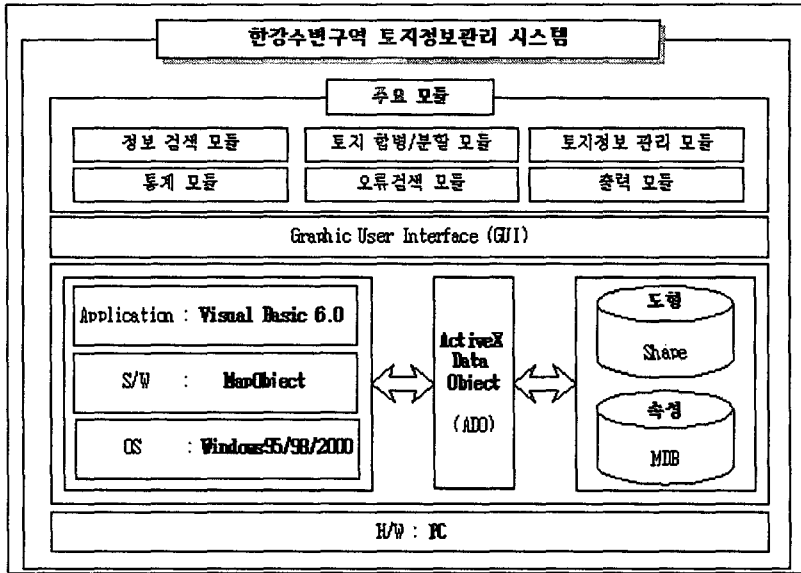 한강수변구역 토지정보관리 시스템
주요 모듈
정보 검색 모듈
토지 합병/분할 모듈
토지정보 관리 모듈
통계 모듈
오류검색 모듈
출력 모듈
Graphic User Interface (GUI)
Application : Visual Basic 6.0
S/W : MapObject
OS : Windows95/98/2000
ActiveX
Data
Object
(ADO)
도형
Shape
속성
MDB
H/W : PC